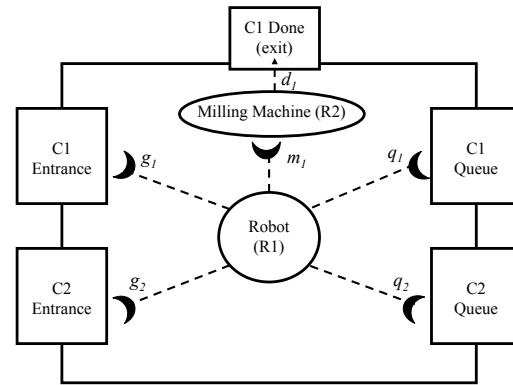 C1 Done
(exit)
d₁
Milling Machine (R2)
C1
Entrance
g₁
m₁
q₁
C1
Queue
Robot
(R1)
C2
Entrance
g₂
q₂
C2
Queue